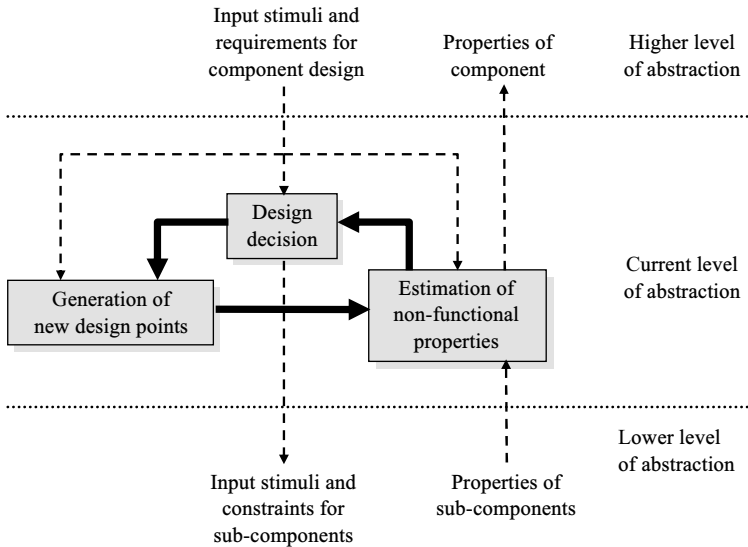 Input stimuli and
requirements for
component design
Properties of
component
Higher level
of abstraction
Design
decision
Generation of
new design points
Estimation of
non-functional
properties
Current level
of abstraction
Lower level
of abstraction
Input stimuli and
constraints for
sub-components
Properties of
sub-components